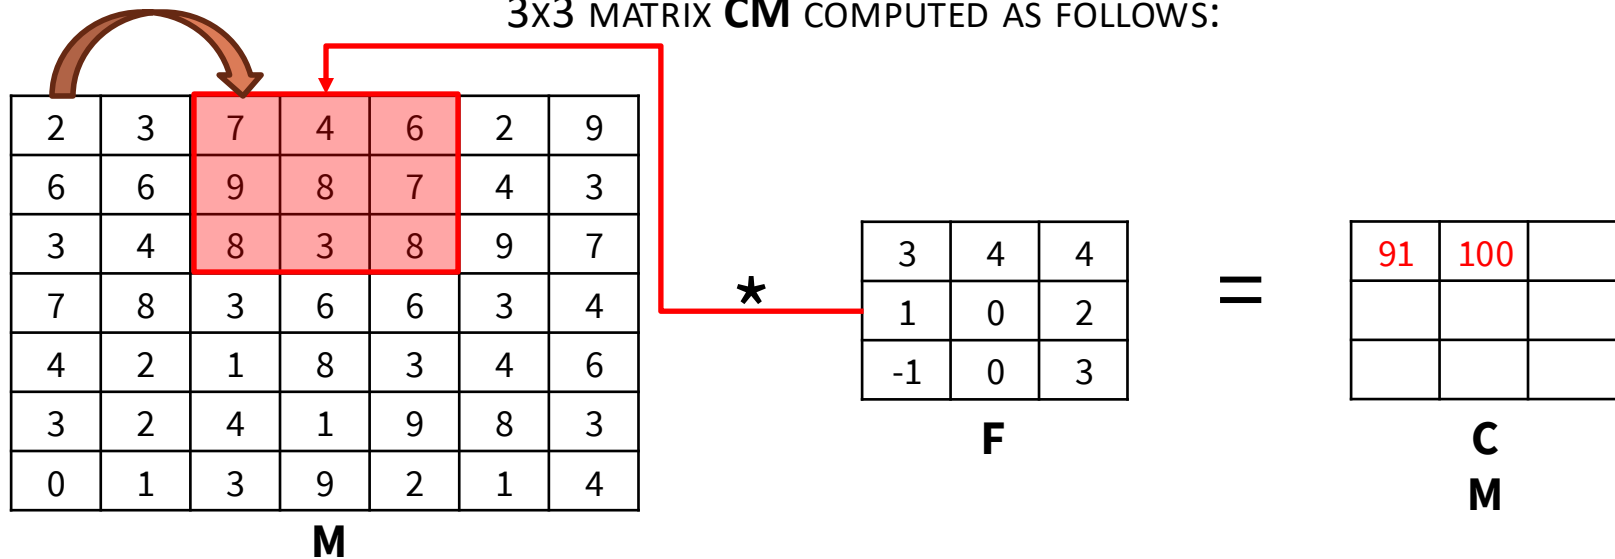 3X3 MATRIX CM COMPUTED AS FOLLOWS:
2 3 7 4 6 2 9
6 6 9 8 7 4 3
3 4 8 3 8 9 7
7 8 3 6 6 3 4
4 2 1 8 3 4 6
3 2 4 1 9 8 3
0 1 3 9 2 1 4
M
*
3 4 4
1 0 2
-1 0 3
F
=
91 100
C
M